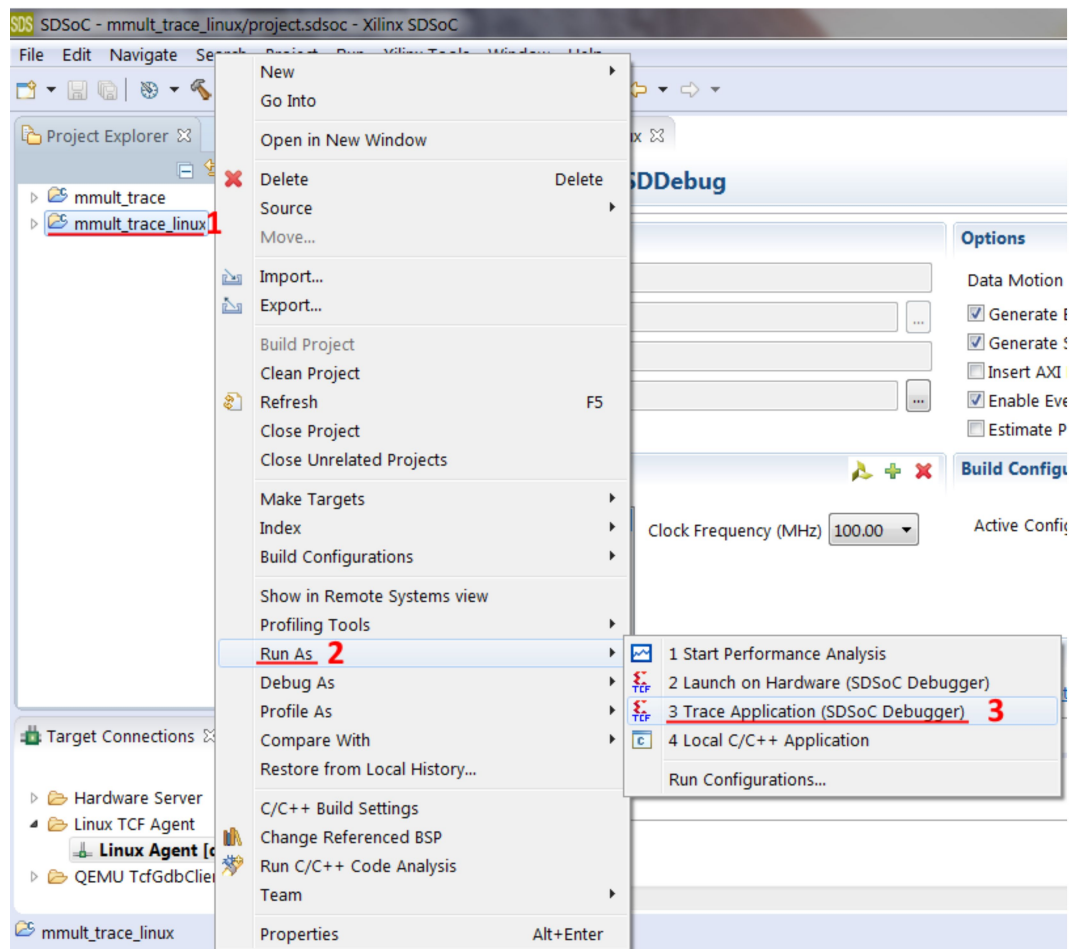 SDS SDSoC - mmult_trace_linux/project.sdsoc - Xilinx SDSoC
File Edit Navigate
Project Explorer
mmult_trace
mmult_trace_linux 1
New
Go Into
Open in New Window
Delete Delete
Source
Move...
Import...
Export...
Build Project
Clean Project
Refresh F5
Close Project
Close Unrelated Projects
Make Targets
Index
Build Configurations
Show in Remote Systems view
Profiling Tools
Run As 2
Debug As
Profile As
Compare With
Restore from Local History...
C/C++ Build Settings
Change Referenced BSP
Run C/C++ Code Analysis
Team
Properties Alt+Enter
1 Start Performance Analysis
2 Launch on Hardware (SDSoC Debugger)
3 Trace Application (SDSoC Debugger) 3
4 Local C/C++ Application
Run Configurations...
SDDebug
Options
Data Motion
Generate
Generate
Insert AXI
Enable
Estimate
Clock Frequency (MHz) 100.00
Build
Active
Target Connections
Hardware Server
Linux TCF Agent
Linux Agent
QEMU
mmult_trace_linux